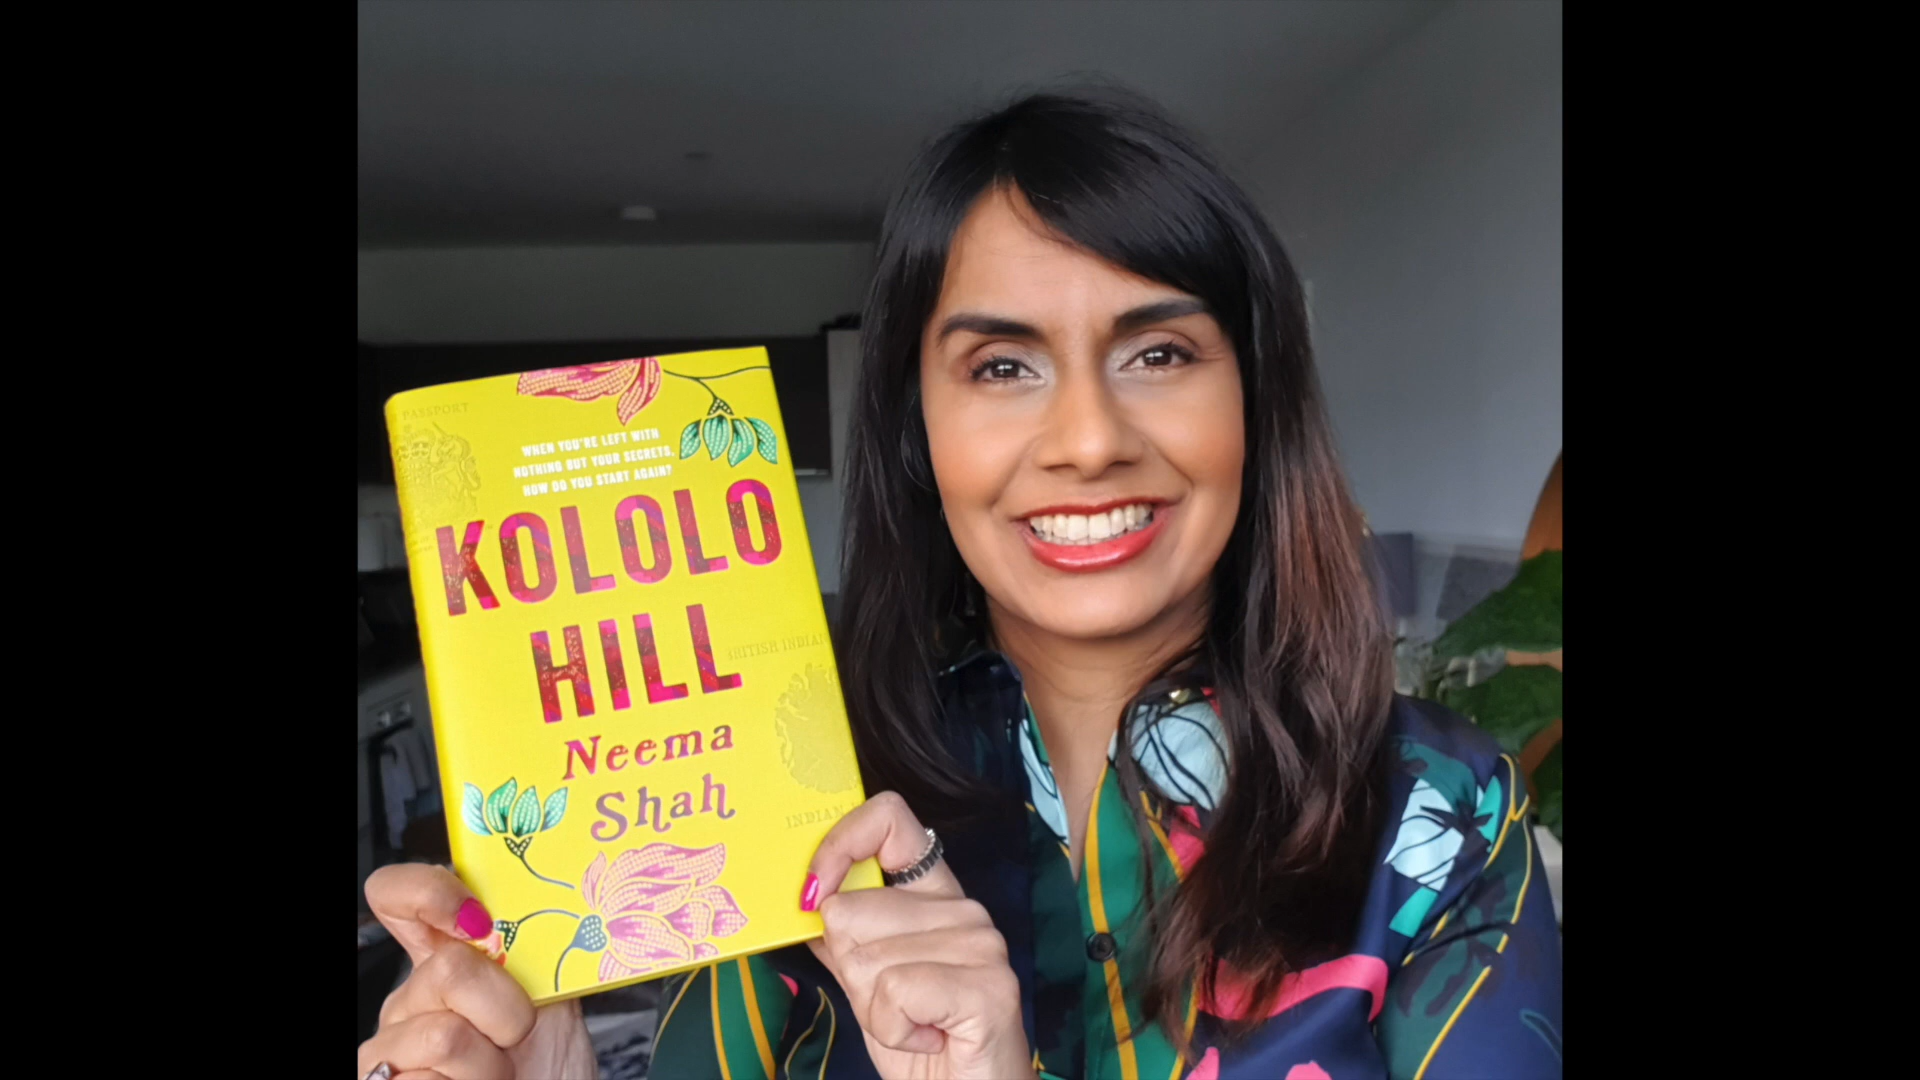 PASSPORT
WHEN YOU'RE LEFT WITH
NOTHING BUT YOUR SECRETS,
HOW DO YOU START AGAIN?
KOLOLO
HILL
BRITISH INDIAN
Neema
Shah
INDIAN